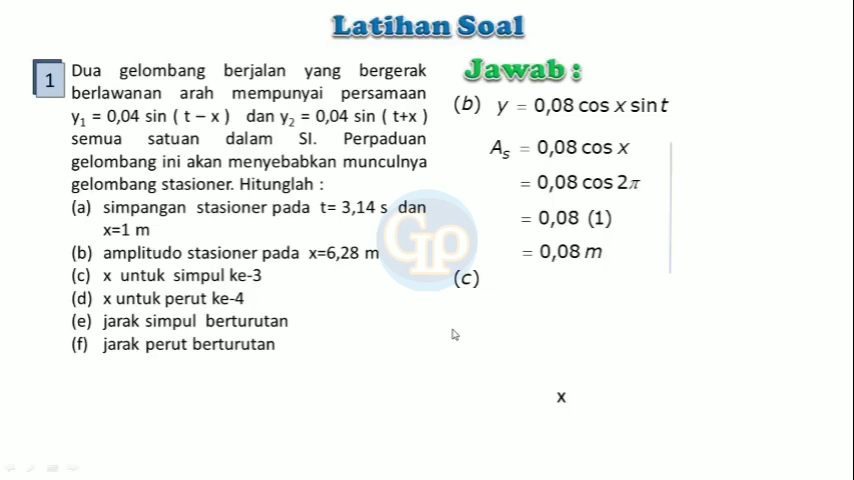 Latihan Soal
1
Dua gelombang berjalan yang bergerak
berlawanan arah mempunyai persamaan
y₁ = 0,04 sin ( t – x ) dan y₂ = 0,04 sin ( t+x )
semua satuan dalam SI. Perpaduan
gelombang ini akan menyebabkan munculnya
gelombang stasioner. Hitunglah :
(a) simpangan stasioner pada t= 3,14 s dan
x=1 m
(b) amplitudo stasioner pada x=6,28 m
(c) x untuk simpul ke-3
(d) x untuk perut ke-4
(e) jarak simpul berturutan
(f) jarak perut berturutan
Jawab :
(b) y = 0,08 cos x sin t
Aₛ = 0,08 cos x
= 0,08 cos 2π
= 0,08 (1)
= 0,08 m
(c)
x
GIP